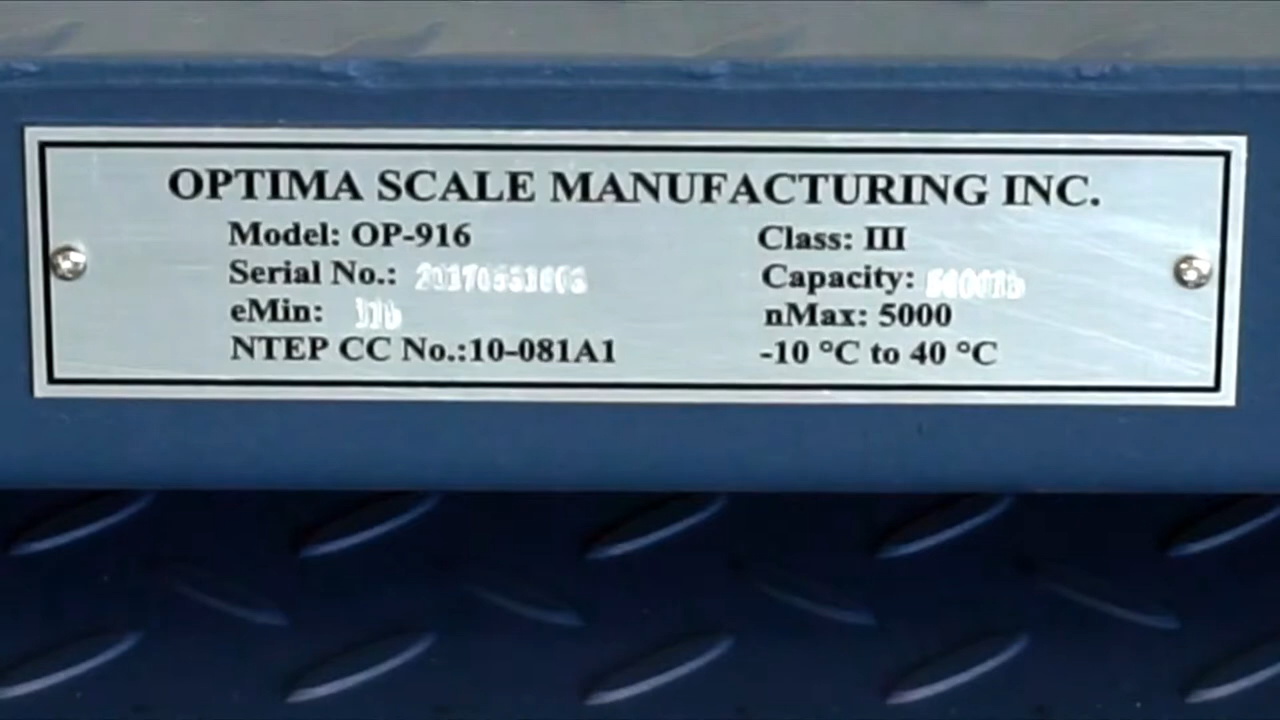 OPTIMA SCALE MANUFACTURING INC.
Model: OP-916
Class: III
Serial No.:
Capacity:
eMin: 1lb
nMax: 5000
NTEP CC No.:10-081A1
-10 °C to 40 °C